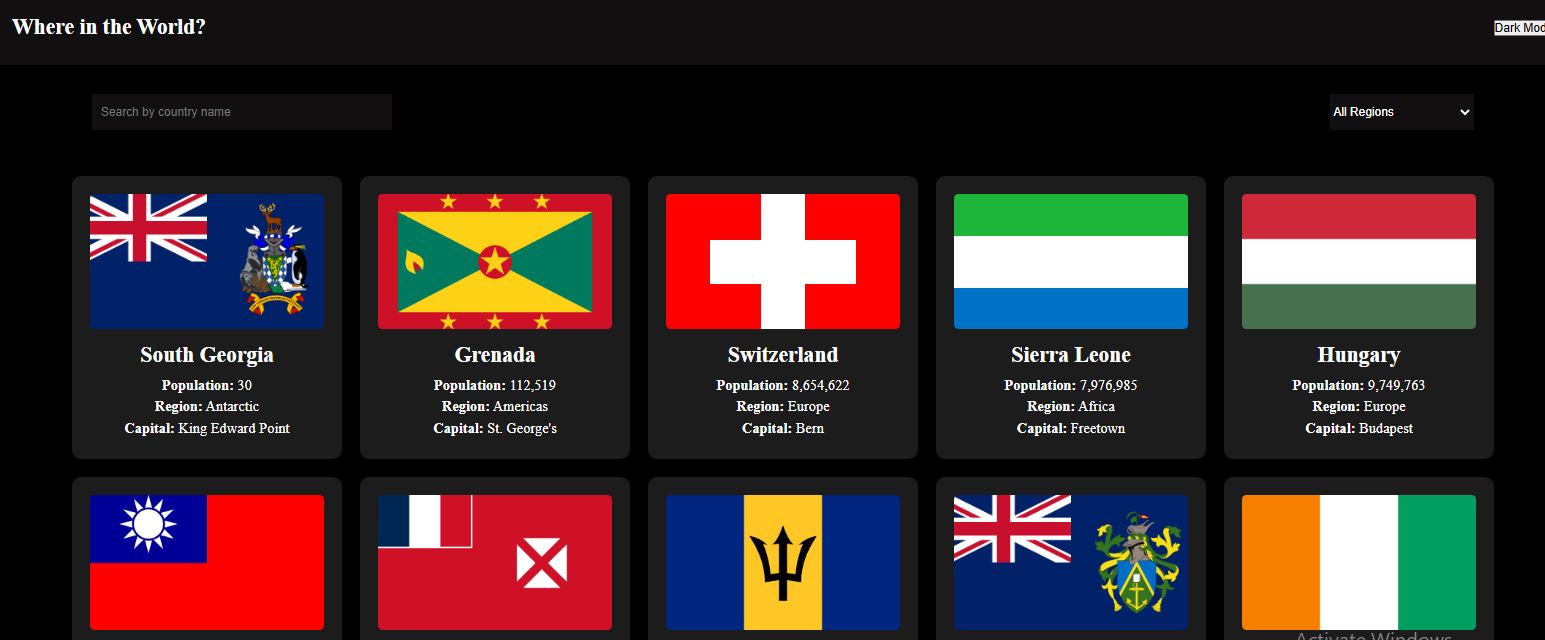 Where in the World?
Dark Mod
Search by country name
All Regions
South Georgia
Population: 30
Region: Antarctic
Capital: King Edward Point
Grenada
Population: 112,519
Region: Americas
Capital: St. George's
Switzerland
Population: 8,654,622
Region: Europe
Capital: Bern
Sierra Leone
Population: 7,976,985
Region: Africa
Capital: Freetown
Hungary
Population: 9,749,763
Region: Europe
Capital: Budapest
Activate Windows